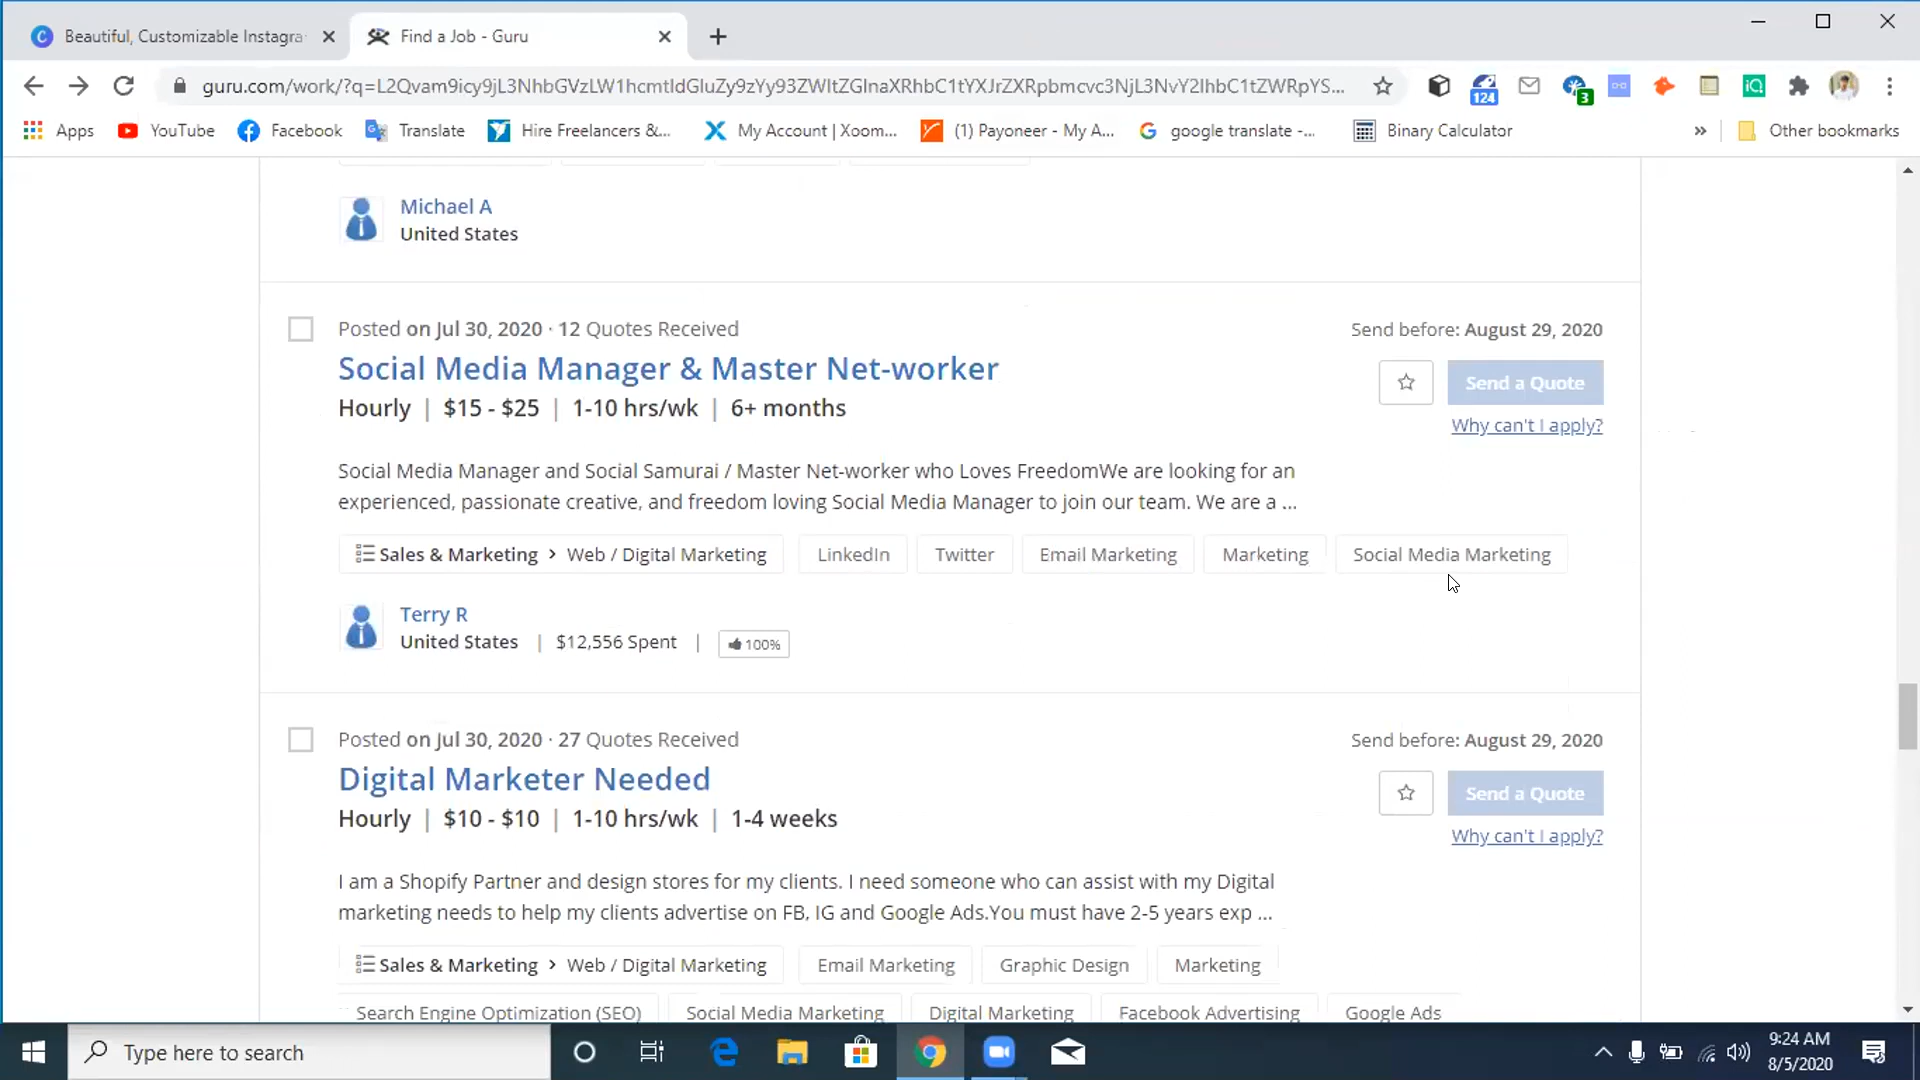 Beautiful, Customizable Instagra
Find a Job - Guru
guru.com/work/?q=L2Qvam9icy9jL3NhbGVzLW1hcmtldGluZy9zYy93ZWItZGlnaXRhbC1tYXJrZXRpbmcvc3NjL3NvY2lhbC1tZWRpYS...
124
3
Apps
YouTube
Facebook
Translate
Hire Freelancers &...
My Account | Xoom...
(1) Payoneer - My A...
google translate -...
Binary Calculator
»
Other bookmarks
Michael A
United States
Posted on Jul 30, 2020 · 12 Quotes Received
Send before: August 29, 2020
Social Media Manager & Master Net-worker
Send a Quote
Hourly | $15 - $25 | 1-10 hrs/wk | 6+ months
Why can't I apply?
Social Media Manager and Social Samurai / Master Net-worker who Loves FreedomWe are looking for an
experienced, passionate creative, and freedom loving Social Media Manager to join our team. We are a ...
Sales & Marketing > Web / Digital Marketing
LinkedIn
Twitter
Email Marketing
Marketing
Social Media Marketing
Terry R
United States | $12,556 Spent | 100%
Posted on Jul 30, 2020 · 27 Quotes Received
Send before: August 29, 2020
Digital Marketer Needed
Send a Quote
Hourly | $10 - $10 | 1-10 hrs/wk | 1-4 weeks
Why can't I apply?
I am a Shopify Partner and design stores for my clients. I need someone who can assist with my Digital
marketing needs to help my clients advertise on FB, IG and Google Ads.You must have 2-5 years exp ...
Sales & Marketing > Web / Digital Marketing
Email Marketing
Graphic Design
Marketing
Search Engine Optimization (SEO)
Social Media Marketing
Digital Marketing
Facebook Advertising
Google Ads
Type here to search
9:24 AM
8/5/2020